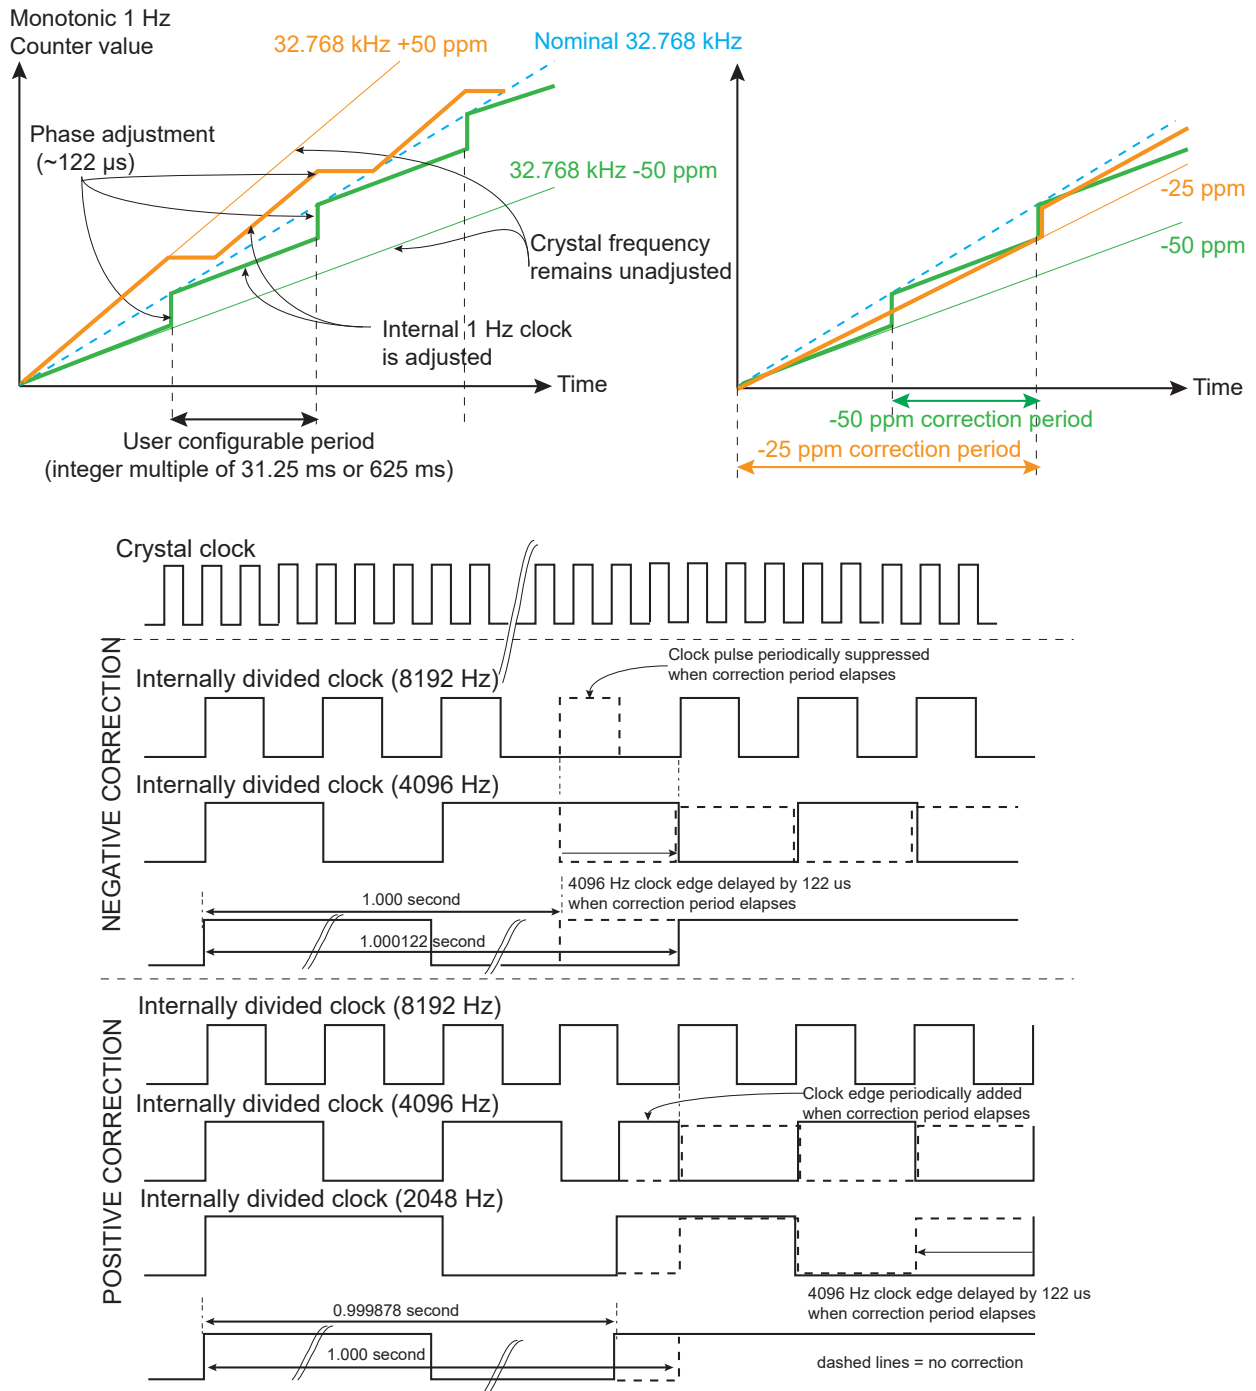 Monotonic 1 Hz
Counter value
32.768 kHz +50 ppm
Nominal 32.768 kHz
Phase adjustment
(~122 µs)
32.768 kHz -50 ppm
Crystal frequency
remains unadjusted
Internal 1 Hz clock
is adjusted
Time
User configurable period
(integer multiple of 31.25 ms or 625 ms)
-25 ppm
-50 ppm
Time
-50 ppm correction period
-25 ppm correction period
Crystal clock
NEGATIVE CORRECTION
Internally divided clock (8192 Hz)
Clock pulse periodically suppressed
when correction period elapses
Internally divided clock (4096 Hz)
4096 Hz clock edge delayed by 122 us
when correction period elapses
1.000 second
1.000122 second
POSITIVE CORRECTION
Internally divided clock (8192 Hz)
Internally divided clock (4096 Hz)
Clock edge periodically added
when correction period elapses
Internally divided clock (2048 Hz)
4096 Hz clock edge delayed by 122 us
when correction period elapses
0.999878 second
1.000 second
dashed lines = no correction